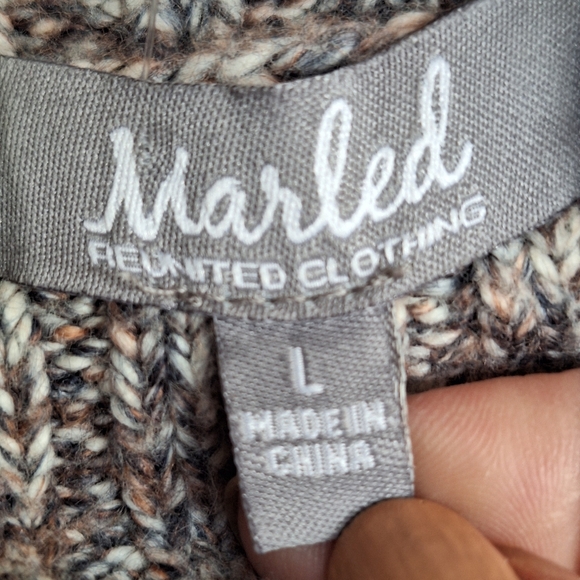 Marled
REUNITED CLOTHING
L
MADE IN
CHINA